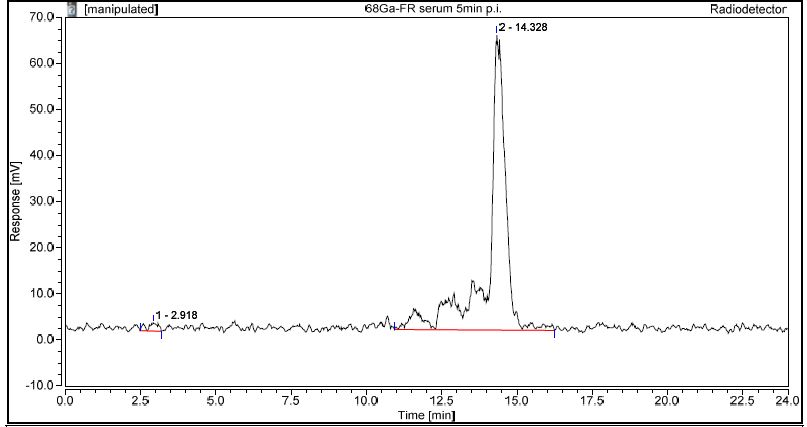 [manipulated] 68Ga-FR serum 5min p.i. Radiodetector
70.0
60.0
50.0
40.0
30.0
20.0
10.0
0.0
-10.0
Response [mV]
2 - 14.328
1 - 2.918
0.0 2.5 5.0 7.5 10.0 12.5 15.0 17.5 20.0 22.5 24.0
Time [min]